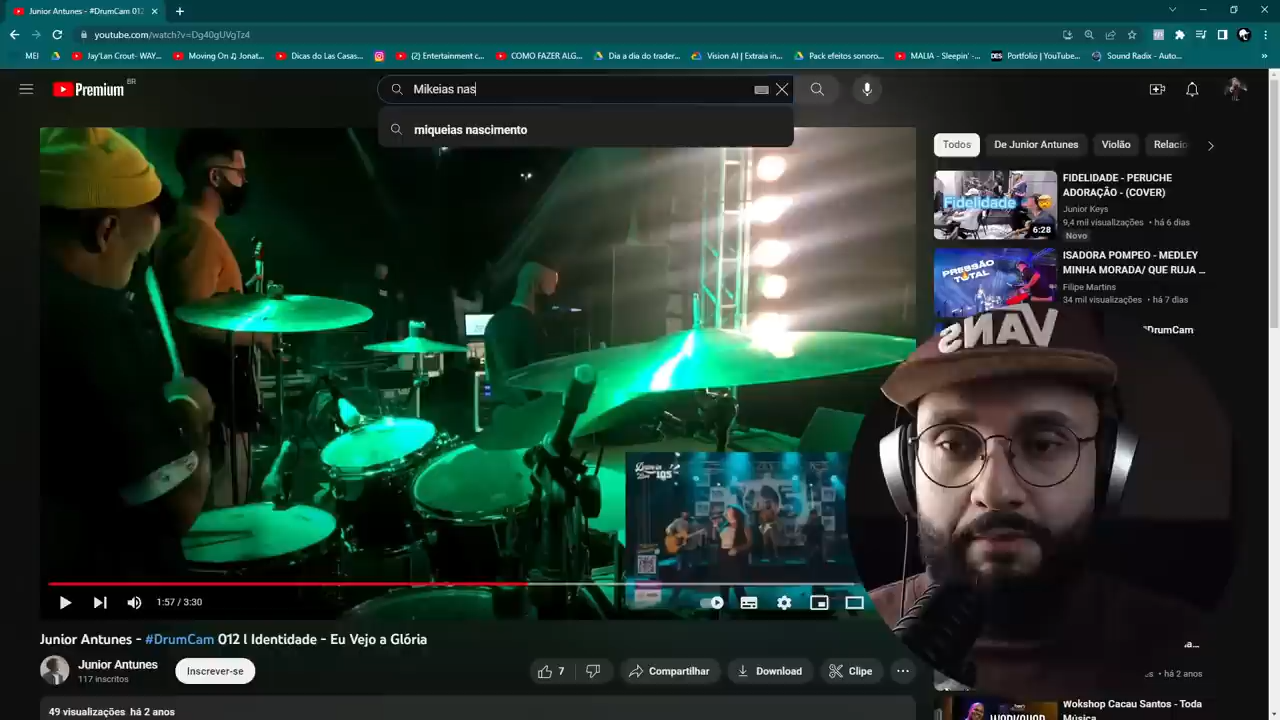 Junior Antunes - #DrumCam 012 l
youtube.com/watch?v=Dg40gUVgTz4
MEI
Jay'Lan Crout- WAY...
Moving On ♫ Jonat...
Dicas do Las Casas...
(2) Entertainment c...
COMO FAZER ALG...
Dia a dia do trader...
Vision AI | Extraia in...
Pack efeitos sonoro...
MALIA - Sleepin' -...
Portfolio | YouTube...
Sound Radix - Auro...
Premium BR
Mikeias nas
miqueias nascimento
Todos
De Junior Antunes
Violão
Relacio
Fidelidade
6:28
FIDELIDADE - PERUCHE
ADORAÇÃO - (COVER)
Junior Keys
9,4 mil visualizações • há 6 dias
Novo
PRESSÃO
TOTAL
ISADORA POMPEO - MEDLEY
MINHA MORADA/ QUE RUJA ...
Filipe Martins
34 mil visualizações • há 7 dias
#DrumCam
VANS
105
1:57 / 3:30
Junior Antunes - #DrumCam 012 l Identidade - Eu Vejo a Glória
Junior Antunes
117 inscritos
Inscrever-se
7
Compartilhar
Download
Clipe
49 visualizações há 2 anos
a...
• há 2 anos
Wokshop Cacau Santos - Toda
Música
WORKSHOP